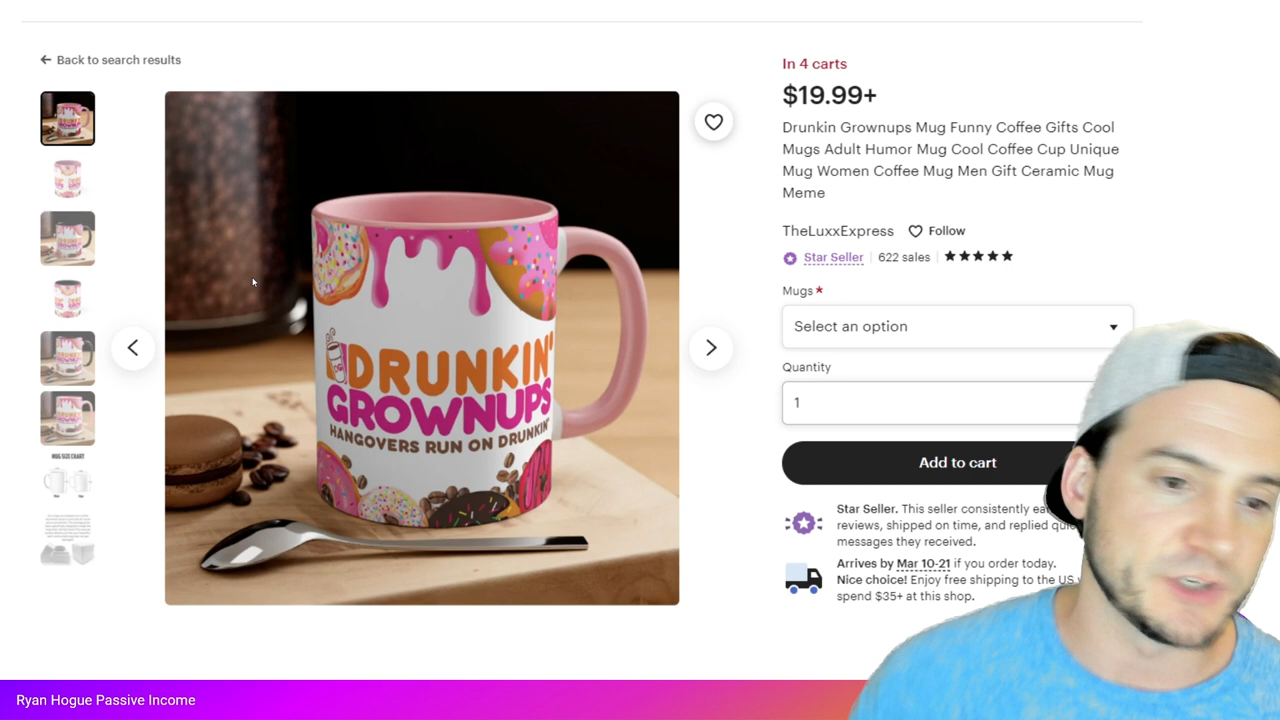 Back to search results
In 4 carts
$19.99+
Drunkin Grownups Mug Funny Coffee Gifts Cool
Mugs Adult Humor Mug Cool Coffee Cup Unique
Mug Women Coffee Mug Men Gift Ceramic Mug
Meme
TheLuxxExpress Follow
Star Seller 622 sales
Mugs*
Select an option
Quantity
1
Add to cart
Star Seller. This seller consistently
reviews, shipped on time, and replied
messages they received.
Arrives by Mar 10-21 if you order today.
Nice choice! Enjoy free shipping to the US
spend $35+ at this shop.
DRUNKIN'
GROWNUPS
HANGOVERS RUN ON DRUNKIN'
MUG SIZE CHART
Ryan Hogue Passive Income